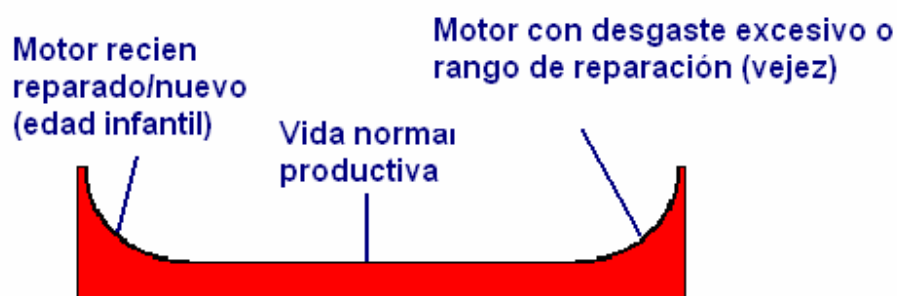 Motor recien
reparado/nuevo
(edad infantil)
Vida normal
productiva
Motor con desgaste excesivo o
rango de reparación (vejez)